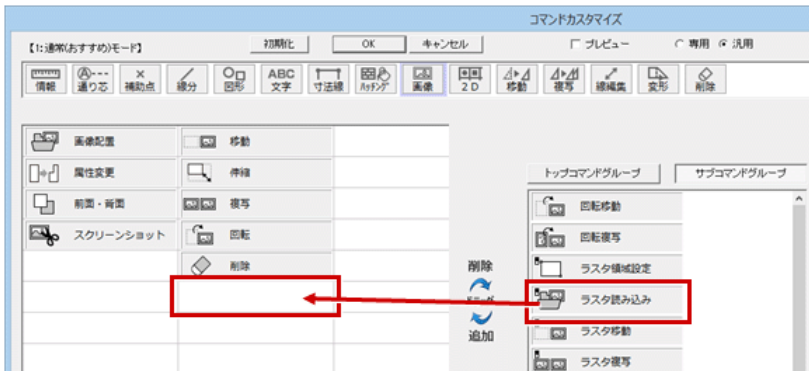 コマンドカスタマイズ
【1:通常(おすすめ)モード】 初期化 OK キャンセル プレビュー 専用 汎用
情報 通り芯 補助点 線分 図形 ABC 文字 寸法線 ハッチング 画像 2D 移動 複写 線編集 変形 削除
画像配置 移動
属性変更 伸縮
前面・背面 複写
スクリーンショット 回転
削除
トップコマンドグループ サブコマンドグループ
回転移動
回転複写
ラスタ領域設定
ラスタ読み込み
ラスタ移動
ラスタ複写
削除
追加